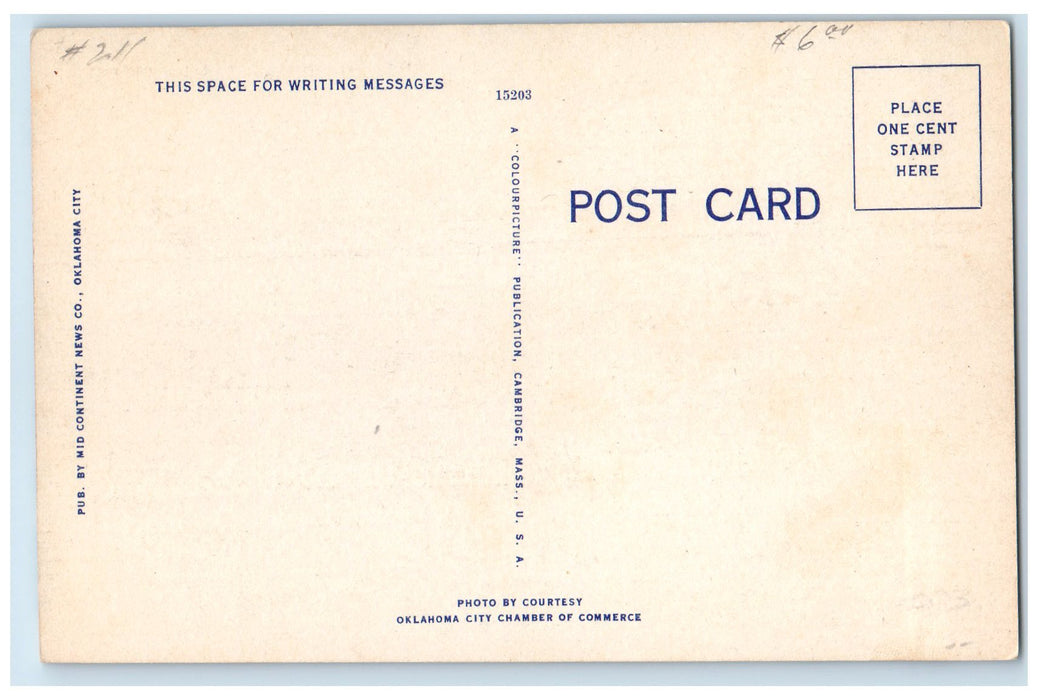 $6.00
THIS SPACE FOR WRITING MESSAGES
15203
PLACE
ONE CENT
STAMP
HERE
POST CARD
A "COLOURPICTURE" PUBLICATION, CAMBRIDGE, MASS., U. S. A.
PUB. BY MID CONTINENT NEWS CO., OKLAHOMA CITY
PHOTO BY COURTESY
OKLAHOMA CITY CHAMBER OF COMMERCE